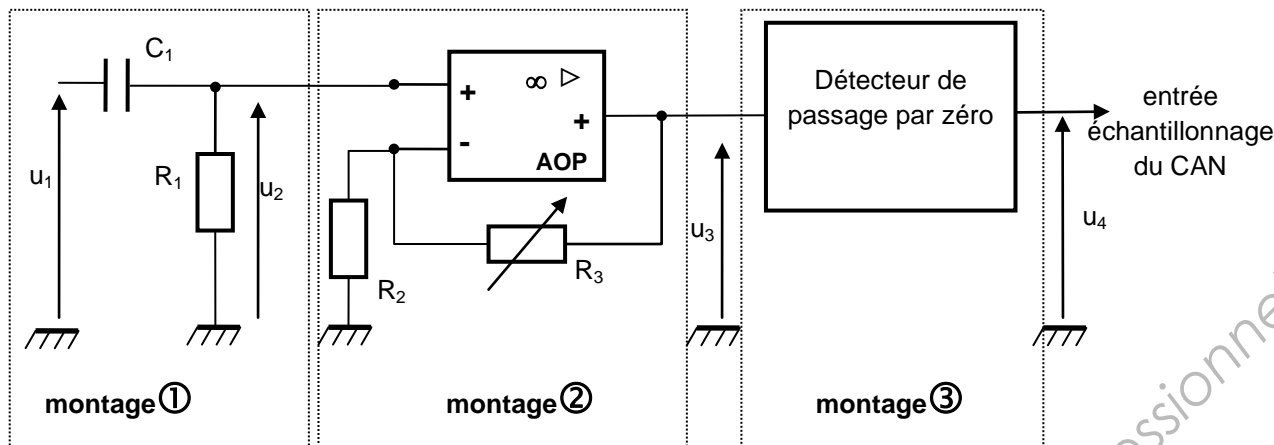 C1
u1
R1
u2
∞ ▷
+
+
-
AOP
R2
R3
u3
Détecteur de
passage par zéro
u4
entrée
échantillonnage
du CAN
montage①
montage②
montage③